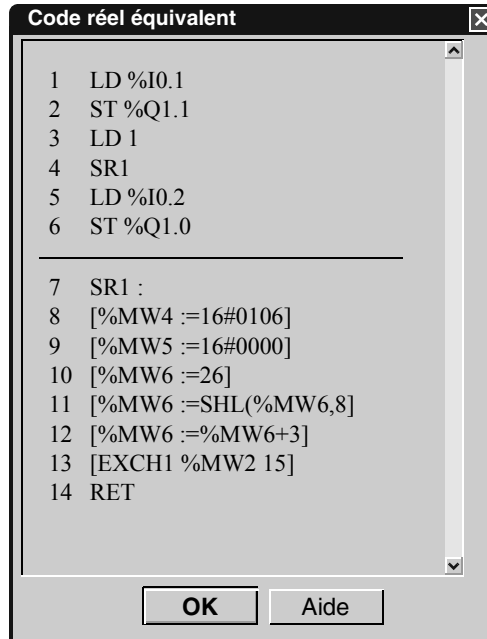 Code réel équivalent
1 LD %I0.1
2 ST %Q1.1
3 LD 1
4 SR1
5 LD %I0.2
6 ST %Q1.0
7 SR1 :
8 [%MW4 :=16#0106]
9 [%MW5 :=16#0000]
10 [%MW6 :=26]
11 [%MW6 :=SHL(%MW6,8]
12 [%MW6 :=%MW6+3]
13 [EXCH1 %MW2 15]
14 RET
OK Aide